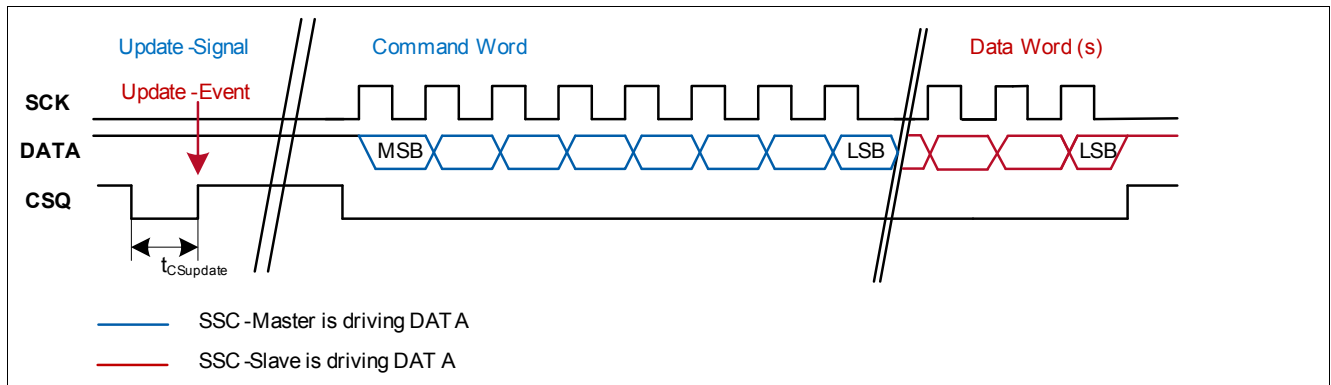 Update -Signal
Command Word
Data Word (s)
Update -Event
SCK
DATA
MSB
LSB
LSB
CSQ
tCSupdate
SSC -Master is driving DAT A
SSC -Slave is driving DAT A